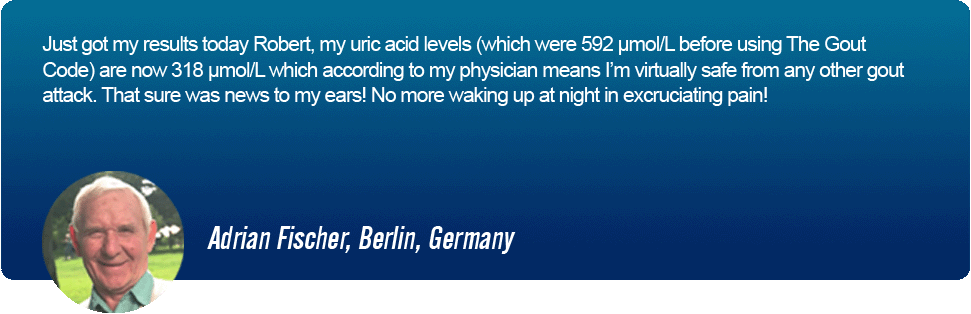 Just got my results today Robert, my uric acid levels (which were 592 µmol/L before using The Gout
Code) are now 318 µmol/L which according to my physician means I’m virtually safe from any other gout
attack. That sure was news to my ears! No more waking up at night in excruciating pain!
Adrian Fischer, Berlin, Germany